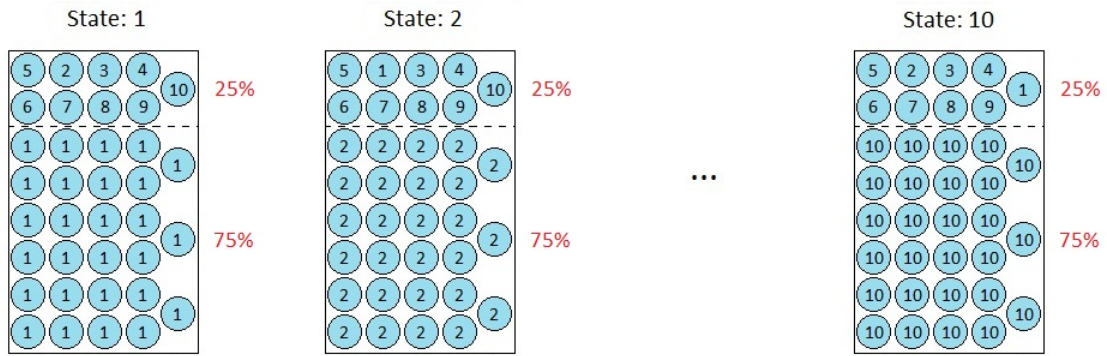 State: 1 State: 2 State: 10
5 2 3 4 10 25% 5 1 3 4 10 25% 5 2 3 4 1 25%
6 7 8 9 6 7 8 9 6 7 8 9
1 1 1 1 1 2 2 2 2 2 10 10 10 10 10
1 1 1 1 2 2 2 2 ... 10 10 10 10
1 1 1 1 1 75% 2 2 2 2 2 75% 10 10 10 10 10 75%
1 1 1 1 2 2 2 2 10 10 10 10
1 1 1 1 1 2 2 2 2 2 10 10 10 10 10
1 1 1 1 2 2 2 2 10 10 10 10